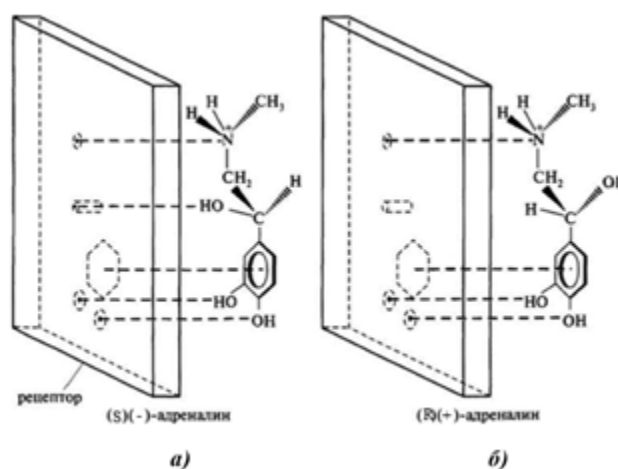 H H CH₃ H H CH₃
N⁺ N⁺
CH₂ H CH₂ OH
HO C H C
HO HO
OH OH
рецептор
(S)(-)-адреналин (R)(+)-адреналин
а) б)